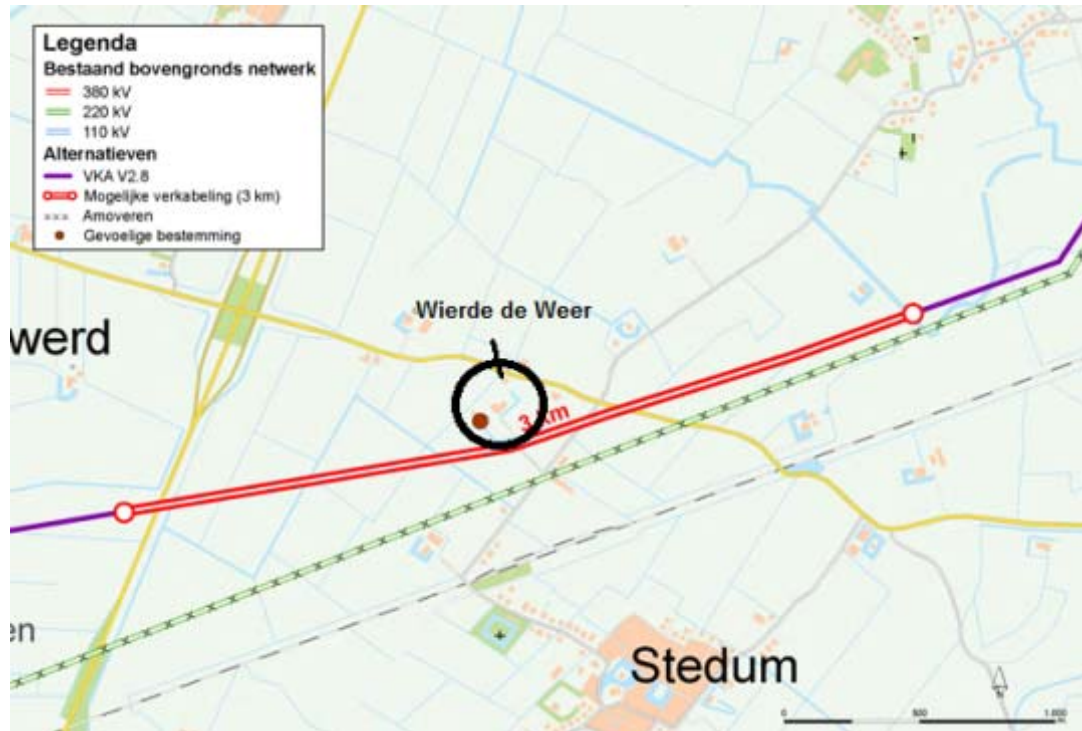 Legenda
Bestaand bovengronds netwerk
380 kV
220 kV
110 kV
Alternatieven
VKA V2.8
Mogelijke verkabeling (3 km)
Amoveren
Gevoelige bestemming
Wierde de Weer
werd
3 km
en
Stedum
0 500 1.000